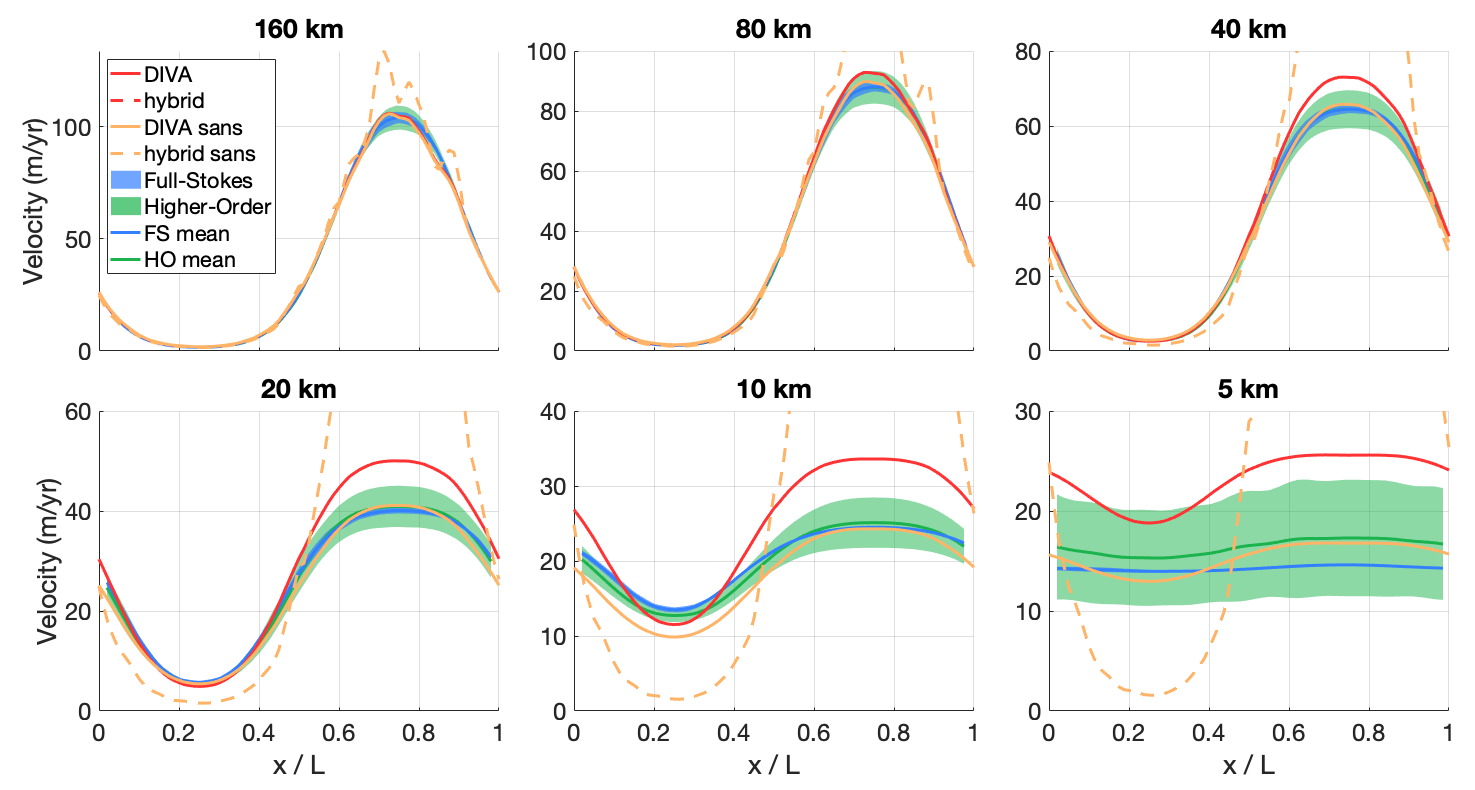 160 km
80 km
40 km
Velocity (m/yr)
100
50
0
DIVA
hybrid
DIVA sans
hybrid sans
Full-Stokes
Higher-Order
FS mean
HO mean
100
80
60
40
20
0
80
60
40
20
0
20 km
10 km
5 km
Velocity (m/yr)
60
40
20
0
0 0.2 0.4 0.6 0.8 1
x / L
40
30
20
10
0
0 0.2 0.4 0.6 0.8 1
x / L
30
20
10
0
0 0.2 0.4 0.6 0.8 1
x / L